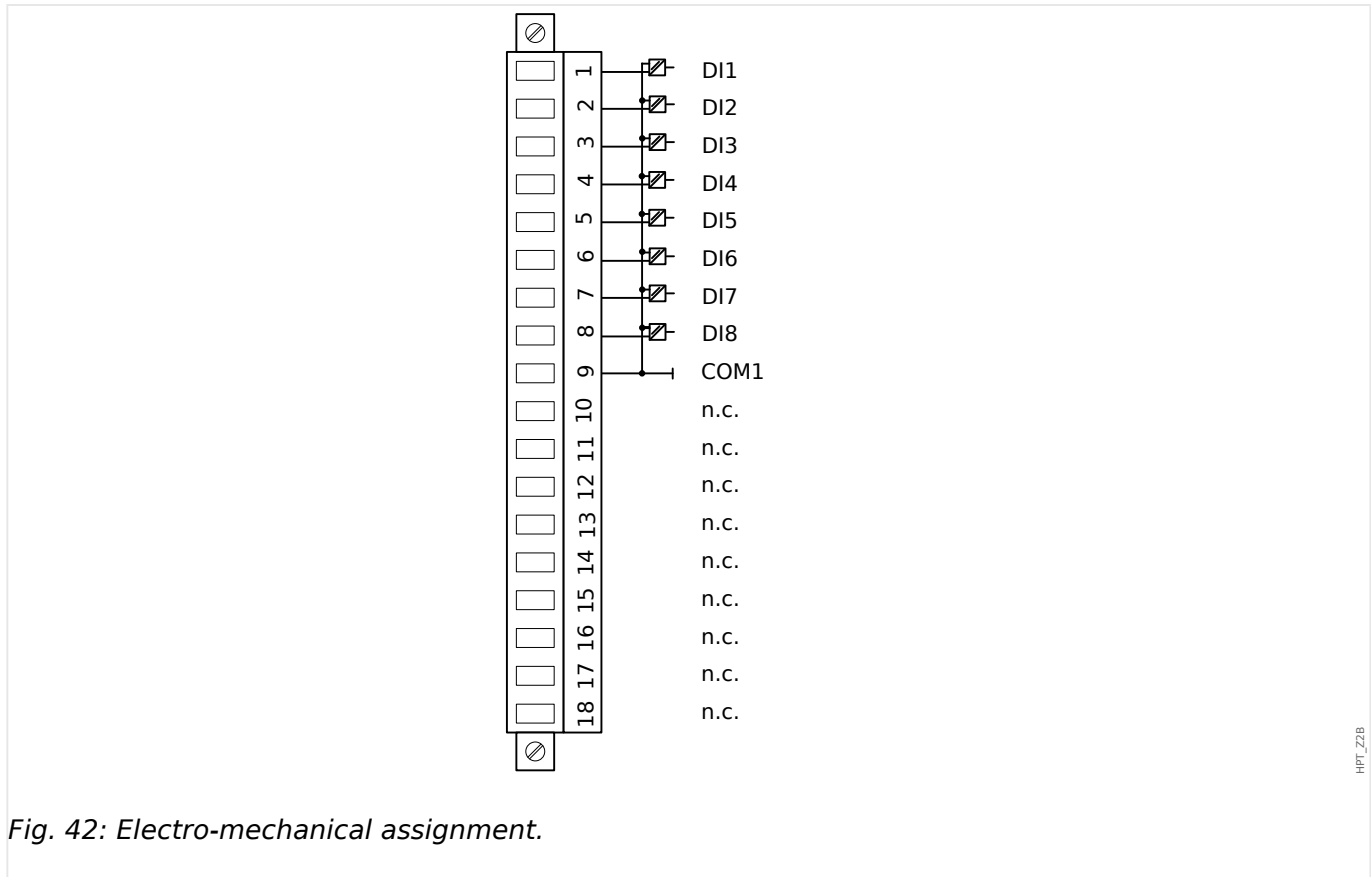 1 DI1
2 DI2
3 DI3
4 DI4
5 DI5
6 DI6
7 DI7
8 DI8
9 COM1
10 n.c.
11 n.c.
12 n.c.
13 n.c.
14 n.c.
15 n.c.
16 n.c.
17 n.c.
18 n.c.
HPT_Z2B
Fig. 42: Electro-mechanical assignment.